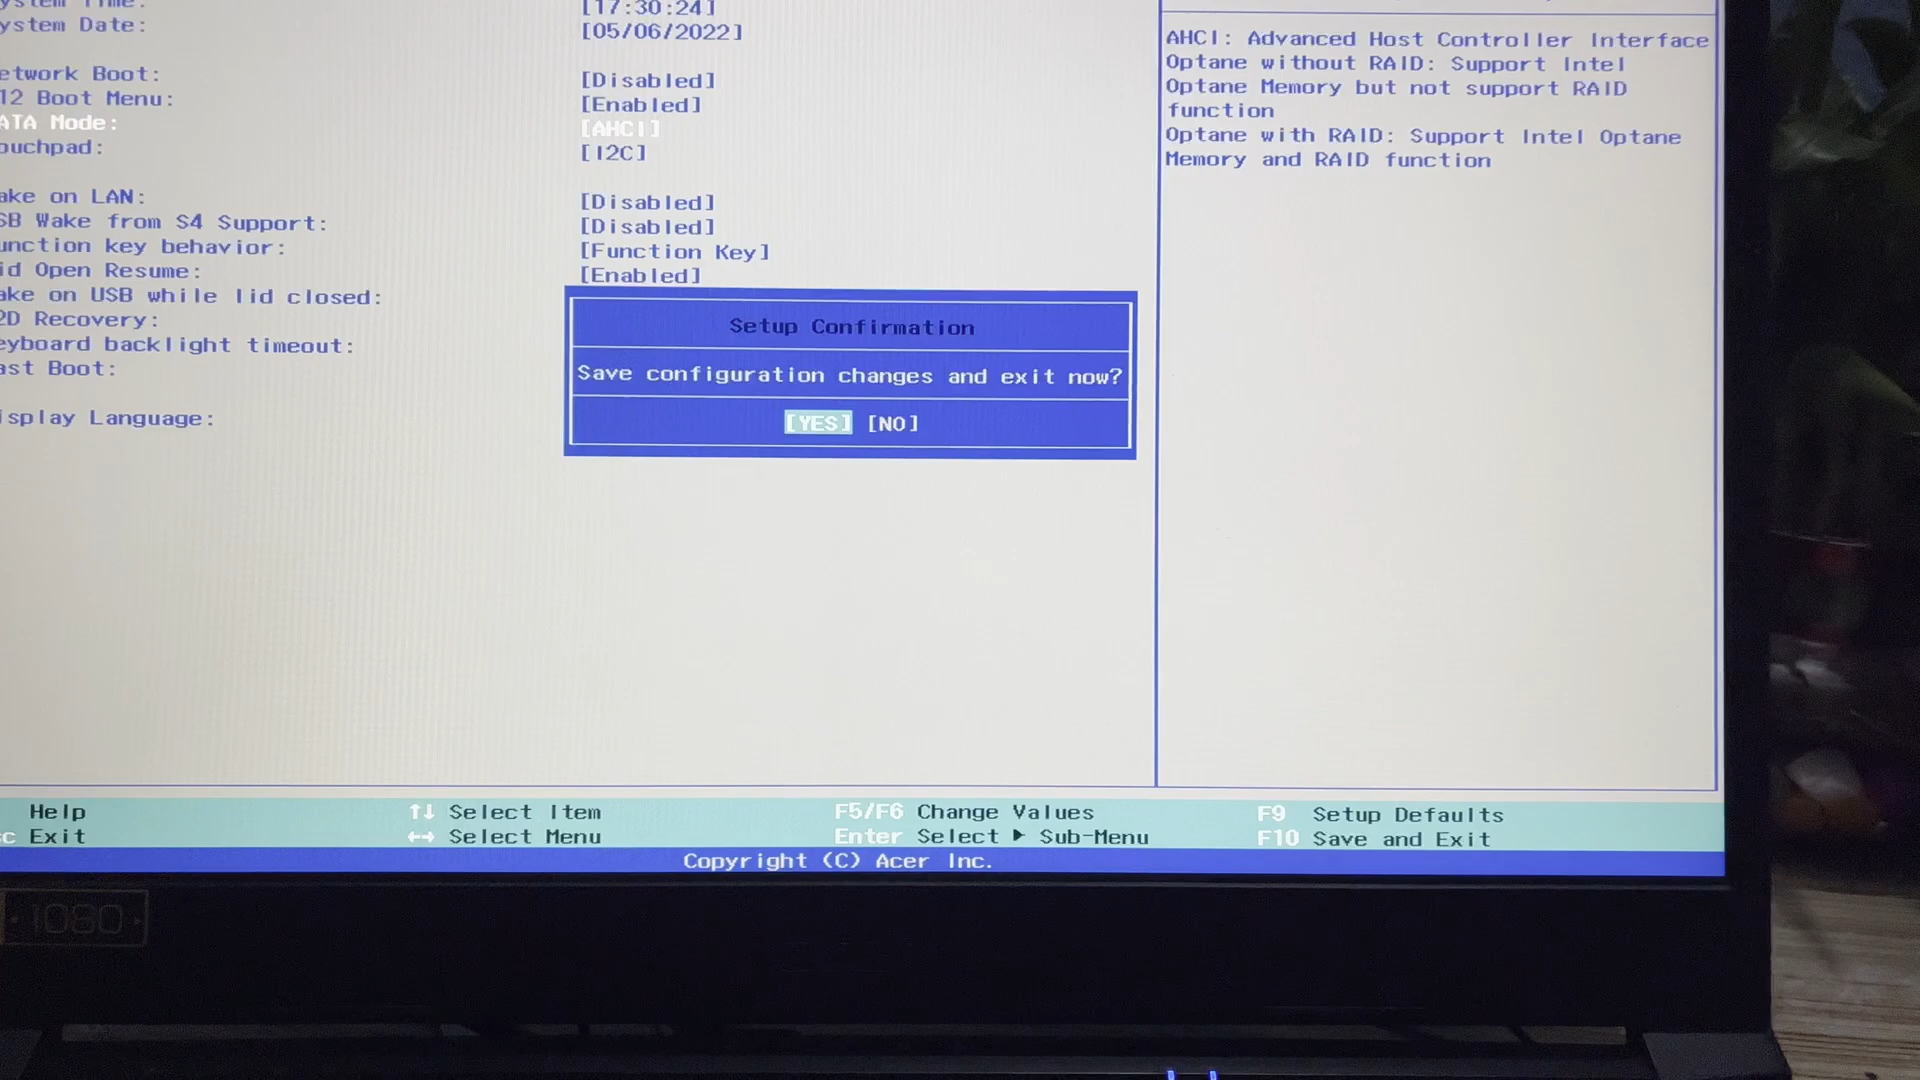 ystem Time: [17:30:24]
ystem Date: [05/06/2022]
etwork Boot: [Disabled]
12 Boot Menu: [Enabled]
ATA Mode: [AHCI]
ouchpad: [I2C]
ake on LAN: [Disabled]
SB Wake from S4 Support: [Disabled]
unction key behavior: [Function Key]
id Open Resume: [Enabled]
ake on USB while lid closed:
2D Recovery:
eyboard backlight timeout:
ast Boot:
isplay Language:
Setup Confirmation
Save configuration changes and exit now?
[YES] [NO]
AHCI: Advanced Host Controller Interface
Optane without RAID: Support Intel
Optane Memory but not support RAID
function
Optane with RAID: Support Intel Optane
Memory and RAID function
Help ↑↓ Select Item F5/F6 Change Values F9 Setup Defaults
c Exit ←→ Select Menu Enter Select ▶ Sub-Menu F10 Save and Exit
Copyright (C) Acer Inc.
1080